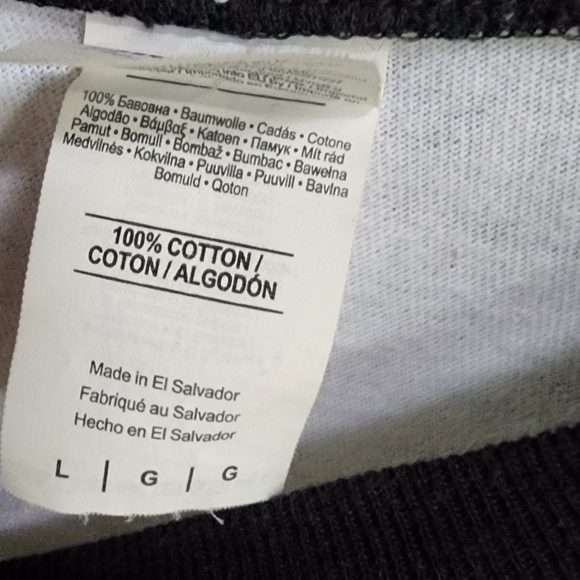 100% Бавовна • Baumwolle • Cadás • Cotone
Algodão • Βάμβαξ • Katoen • Памук • Mít rád
Pamut • Bomull • Bombaž • Bumbac • Bawełna
Medvilnės • Kokvilna • Puuvilla • Puuvill • Bavlna
Bomuld • Qoton
100% COTTON /
COTON / ALGODÓN
Made in El Salvador
Fabriqué au Salvador
Hecho en El Salvador
L | G | G